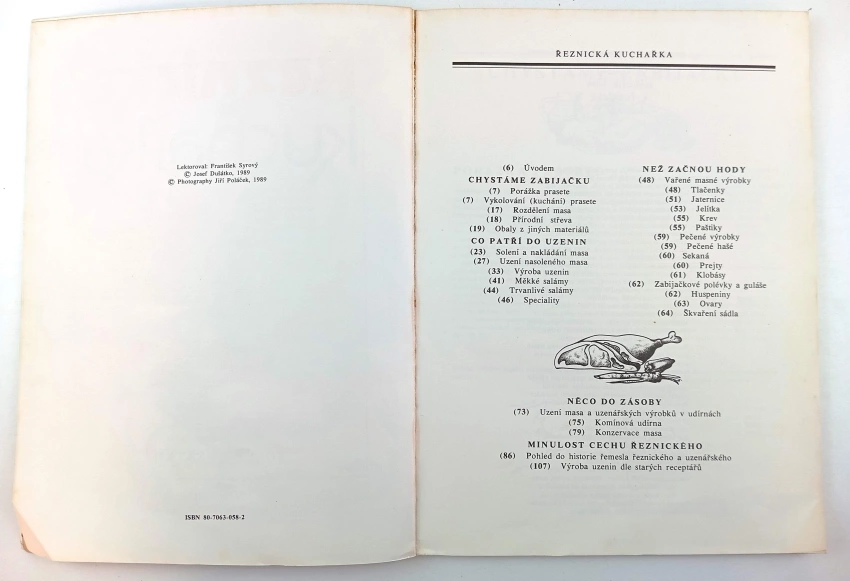 Lektoroval: František Syrový
© Josef Dušátko, 1989
© Photography Jiří Poláček, 1989
ISBN 80-7063-058-2
ŘEZNICKÁ KUCHAŘKA
(6) Úvodem
CHYSTÁME ZABIJAČKU
(7) Porážka prasete
(7) Vykolování (kuchání) prasete
(17) Rozdělení masa
(18) Přírodní střeva
(19) Obaly z jiných materiálů
CO PATŘÍ DO UZENIN
(23) Solení a nakládání masa
(27) Uzení nasoleného masa
(33) Výroba uzenin
(41) Měkké salámy
(44) Trvanlivé salámy
(46) Speciality
NEŽ ZAČNOU HODY
(48) Vařené masné výrobky
(48) Tlačenky
(51) Jaternice
(53) Jelítka
(55) Krev
(55) Paštiky
(59) Pečené výrobky
(59) Pečené haše
(60) Sekaná
(60) Prejty
(61) Klobásy
(62) Zabijačkové polévky a guláše
(62) Huspeniny
(63) Ovary
(64) Škvaření sádla
NĚCO DO ZÁSOBY
(73) Uzení masa a uzenářských výrobků v udírnách
(75) Komínová udírna
(79) Konzervace masa
MINULOST CECHU ŘEZNICKÉHO
(86) Pohled do historie řemesla řeznického a uzenářského
(107) Výroba uzenin dle starých receptářů